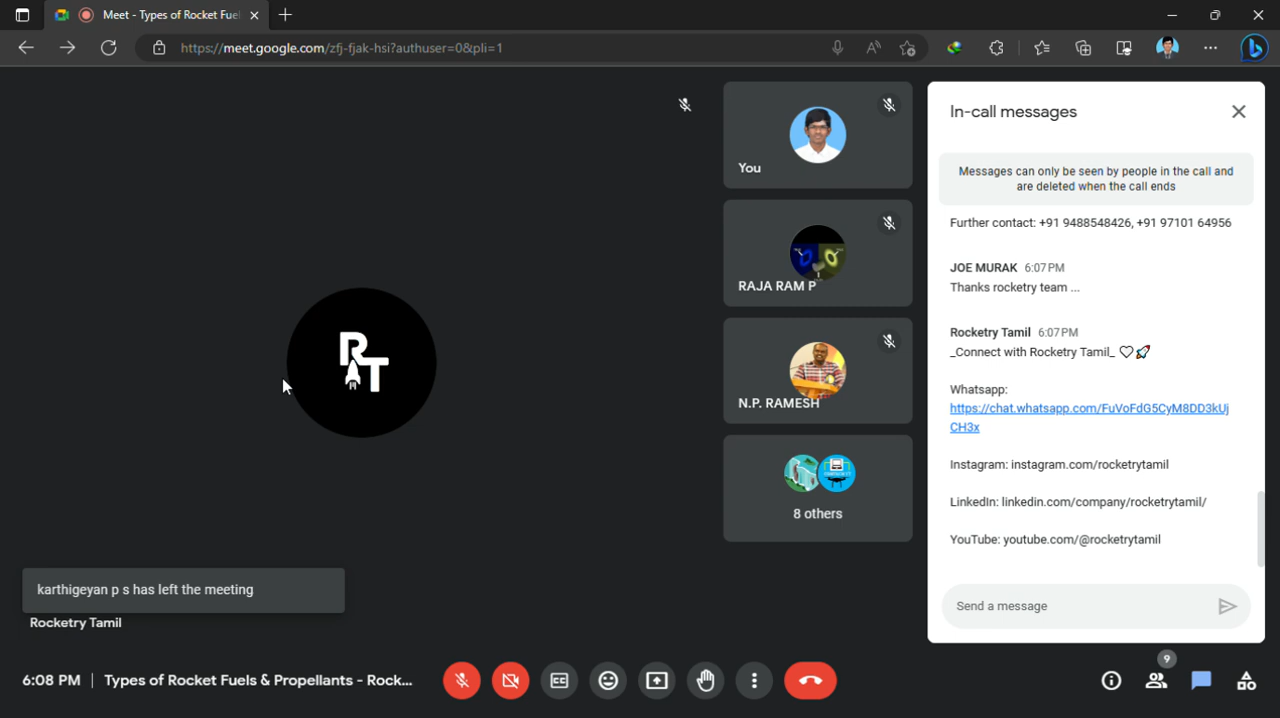 Meet - Types of Rocket Fuel
https://meet.google.com/zfj-fjak-hsi?authuser=0&pli=1
You
RAJA RAM P
N.P. RAMESH
8 others
RT
karthigeyan p s has left the meeting
Rocketry Tamil
In-call messages
Messages can only be seen by people in the call and
are deleted when the call ends
Further contact: +91 9488548426, +91 97101 64956
JOE MURAK 6:07 PM
Thanks rocketry team ...
Rocketry Tamil 6:07 PM
_Connect with Rocketry Tamil_ 🤍🚀
Whatsapp:
https://chat.whatsapp.com/FuVoFdG5CyM8DD3kUj
CH3x
Instagram: instagram.com/rocketrytamil
LinkedIn: linkedin.com/company/rocketrytamil/
YouTube: youtube.com/@rocketrytamil
Send a message
6:08 PM | Types of Rocket Fuels & Propellants - Rock...
9